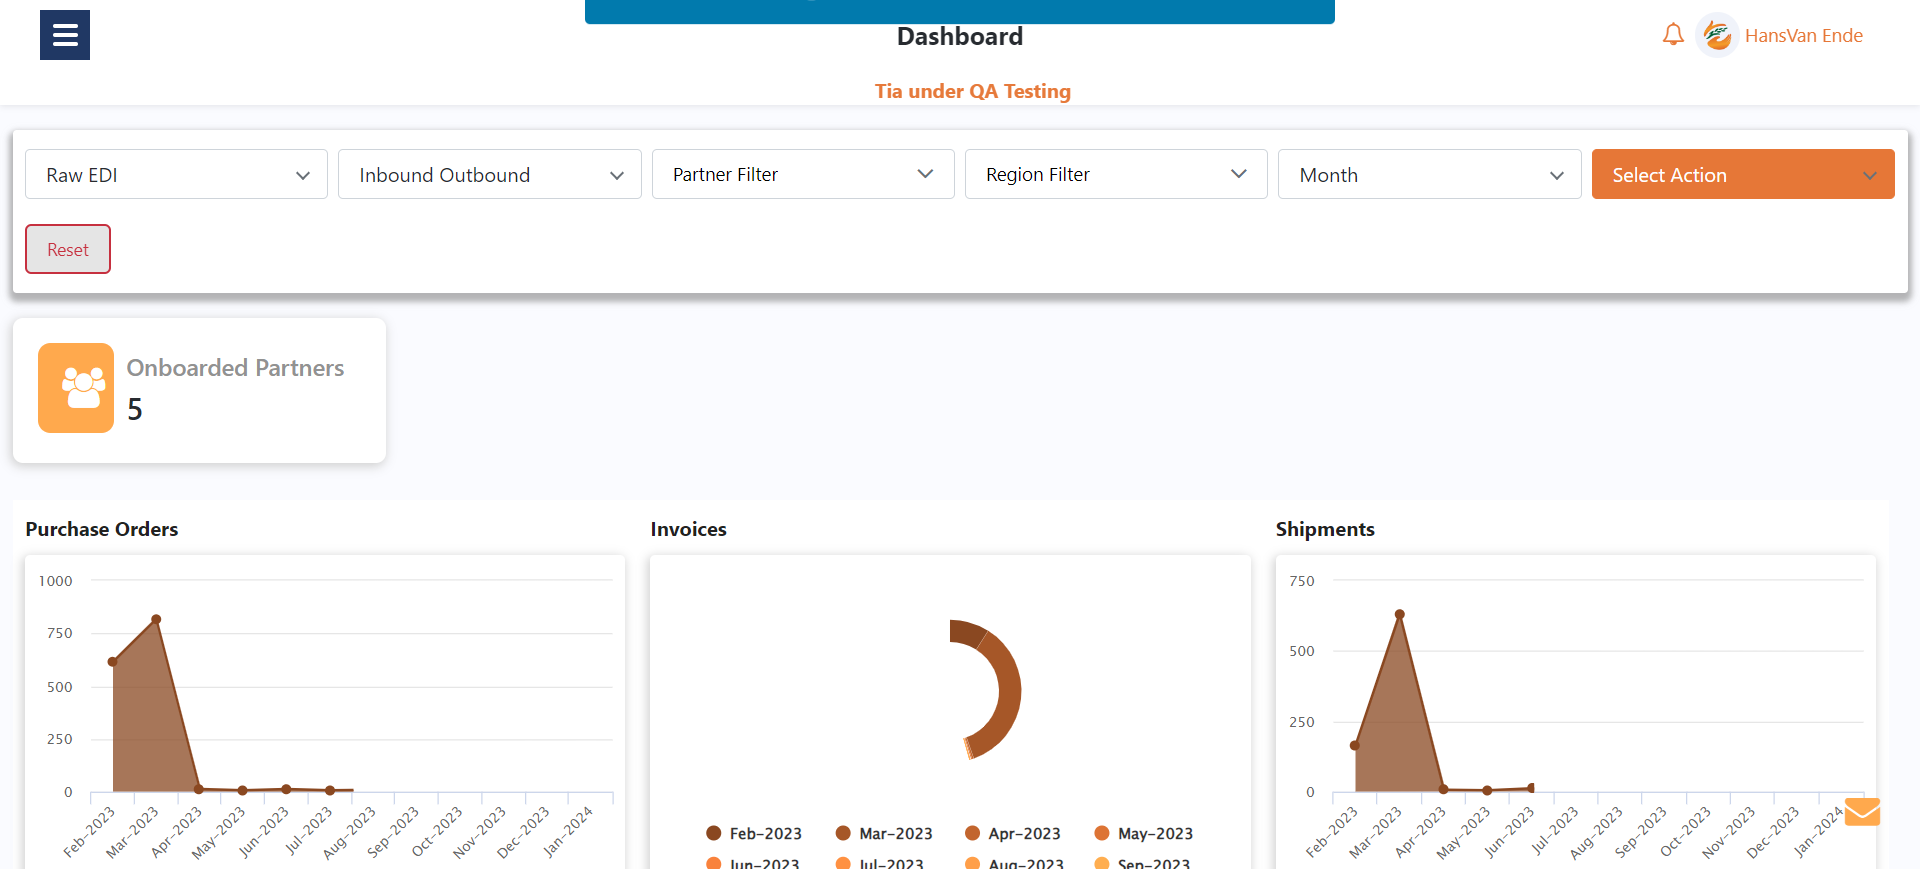 Dashboard
HansVan Ende
Tia under QA Testing
Raw EDI
Inbound Outbound
Partner Filter
Region Filter
Month
Select Action
Reset
Onboarded Partners
5
Purchase Orders
1000
750
500
250
0
Feb-2023
Mar-2023
Apr-2023
May-2023
Jun-2023
Jul-2023
Aug-2023
Sep-2023
Oct-2023
Nov-2023
Dec-2023
Jan-2024
Invoices
Feb-2023
Mar-2023
Apr-2023
May-2023
Jun-2023
Jul-2023
Aug-2023
Sep-2023
Shipments
750
500
250
0
Feb-2023
Mar-2023
Apr-2023
May-2023
Jun-2023
Jul-2023
Aug-2023
Sep-2023
Oct-2023
Nov-2023
Dec-2023
Jan-2024